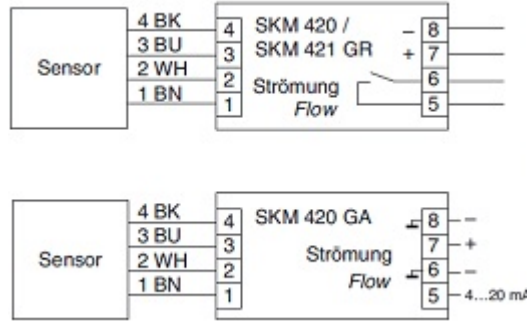 4 BK 4 SKM 420 / – 8
3 BU 3 SKM 421 GR + 7
Sensor
2 WH 2 6
Strömung
1 BN 1 Flow 5
4 BK 4 SKM 420 GA 8 –
3 BU 3 Strömung 7 +
Sensor
2 WH 2 6 –
Flow
1 BN 1 5 4...20 mA